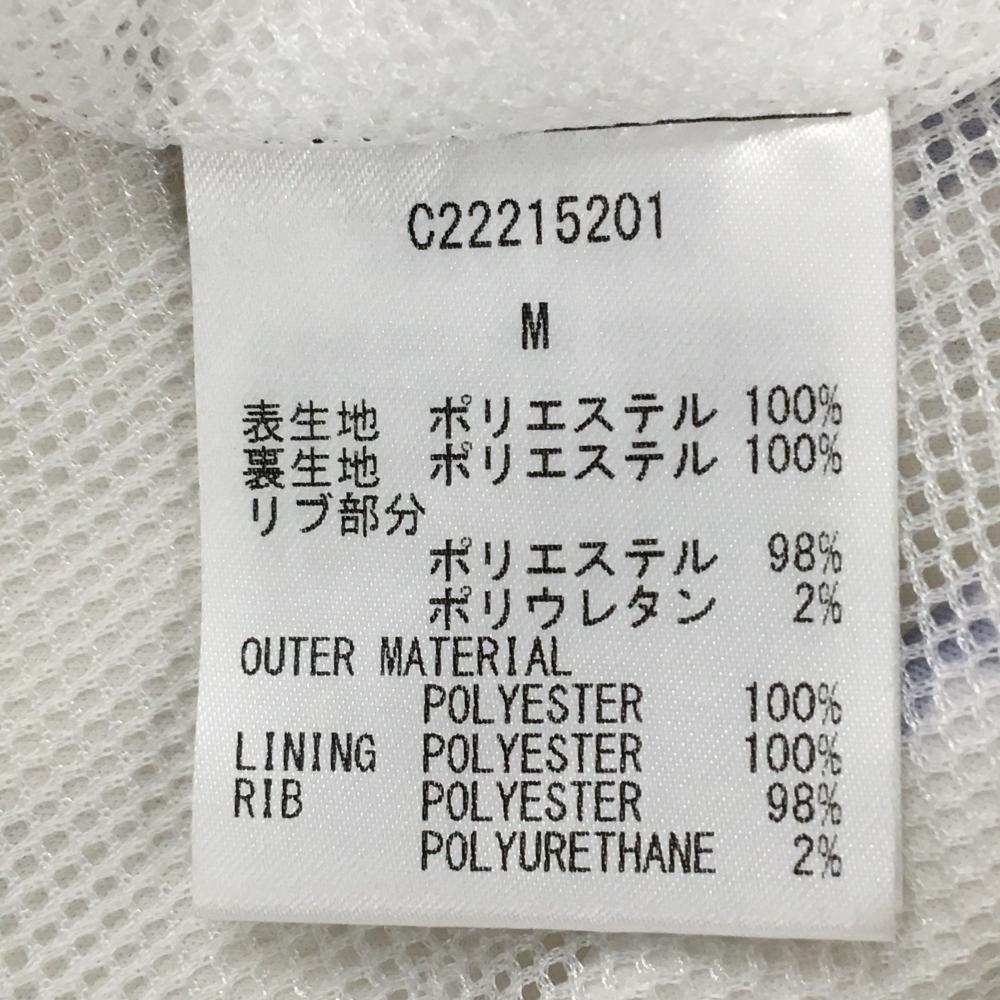 C22215201
M
表生地 ポリエステル 100%
裏生地 ポリエステル 100%
リブ部分
ポリエステル 98%
ポリウレタン 2%
OUTER MATERIAL
POLYESTER 100%
LINING POLYESTER 100%
RIB POLYESTER 98%
POLYURETHANE 2%